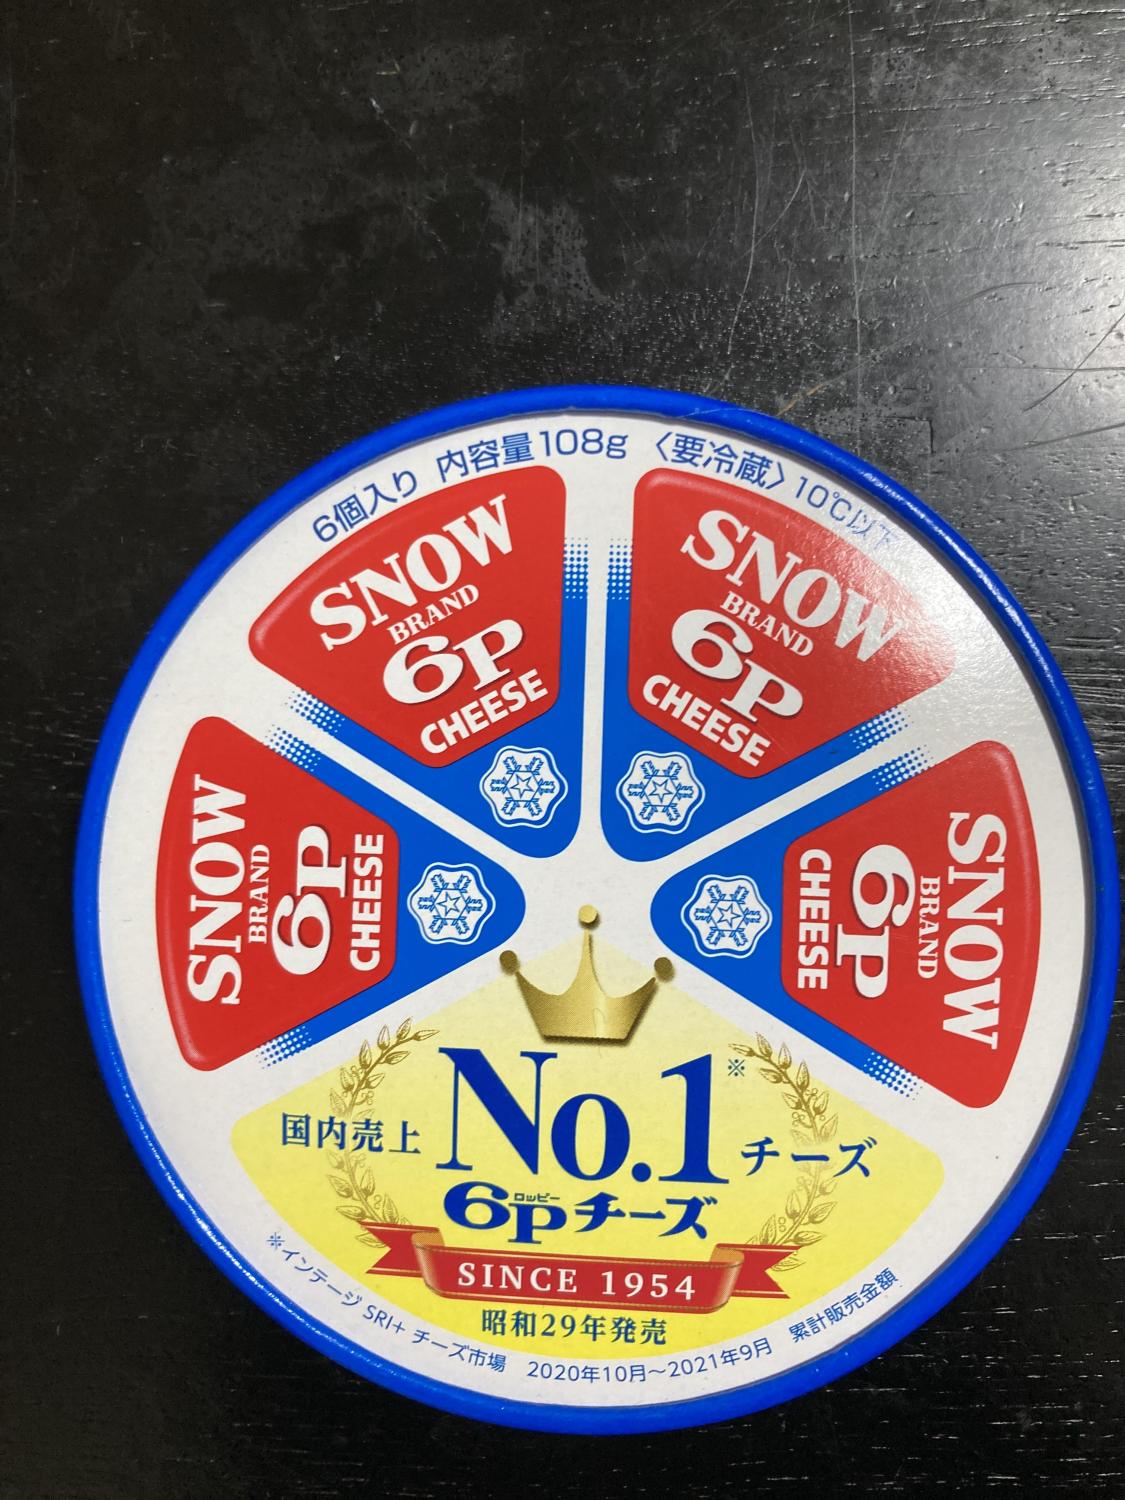 6個入り 内容量108g 〈要冷蔵〉10℃以下
SNOW
BRAND
6P
CHEESE
SNOW
BRAND
6P
CHEESE
SNOW
BRAND
6P
CHEESE
SNOW
BRAND
6P
CHEESE
国内売上 No.1※ チーズ
ロッピー
6pチーズ
SINCE 1954
昭和29年発売
※インテージ SRI+ チーズ市場 2020年10月～2021年9月 累計販売金額